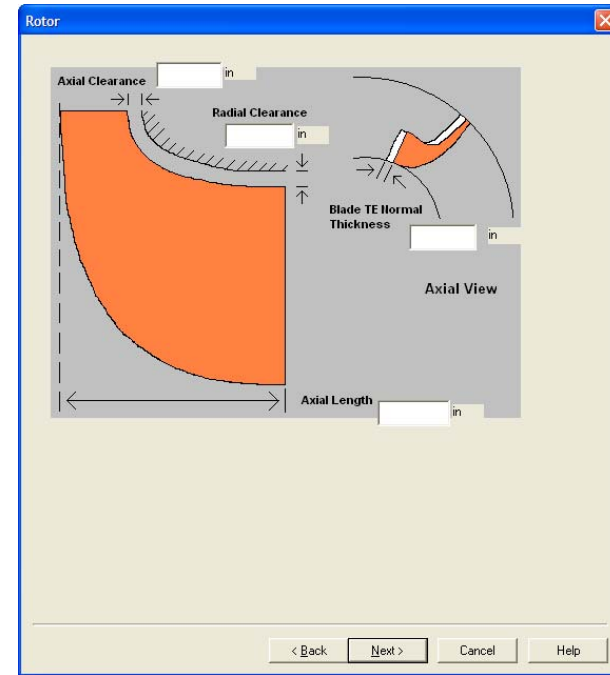 Rotor
Axial Clearance
in
Radial Clearance
in
Blade TE Normal
Thickness
in
Axial View
Axial Length
in
< Back
Next >
Cancel
Help